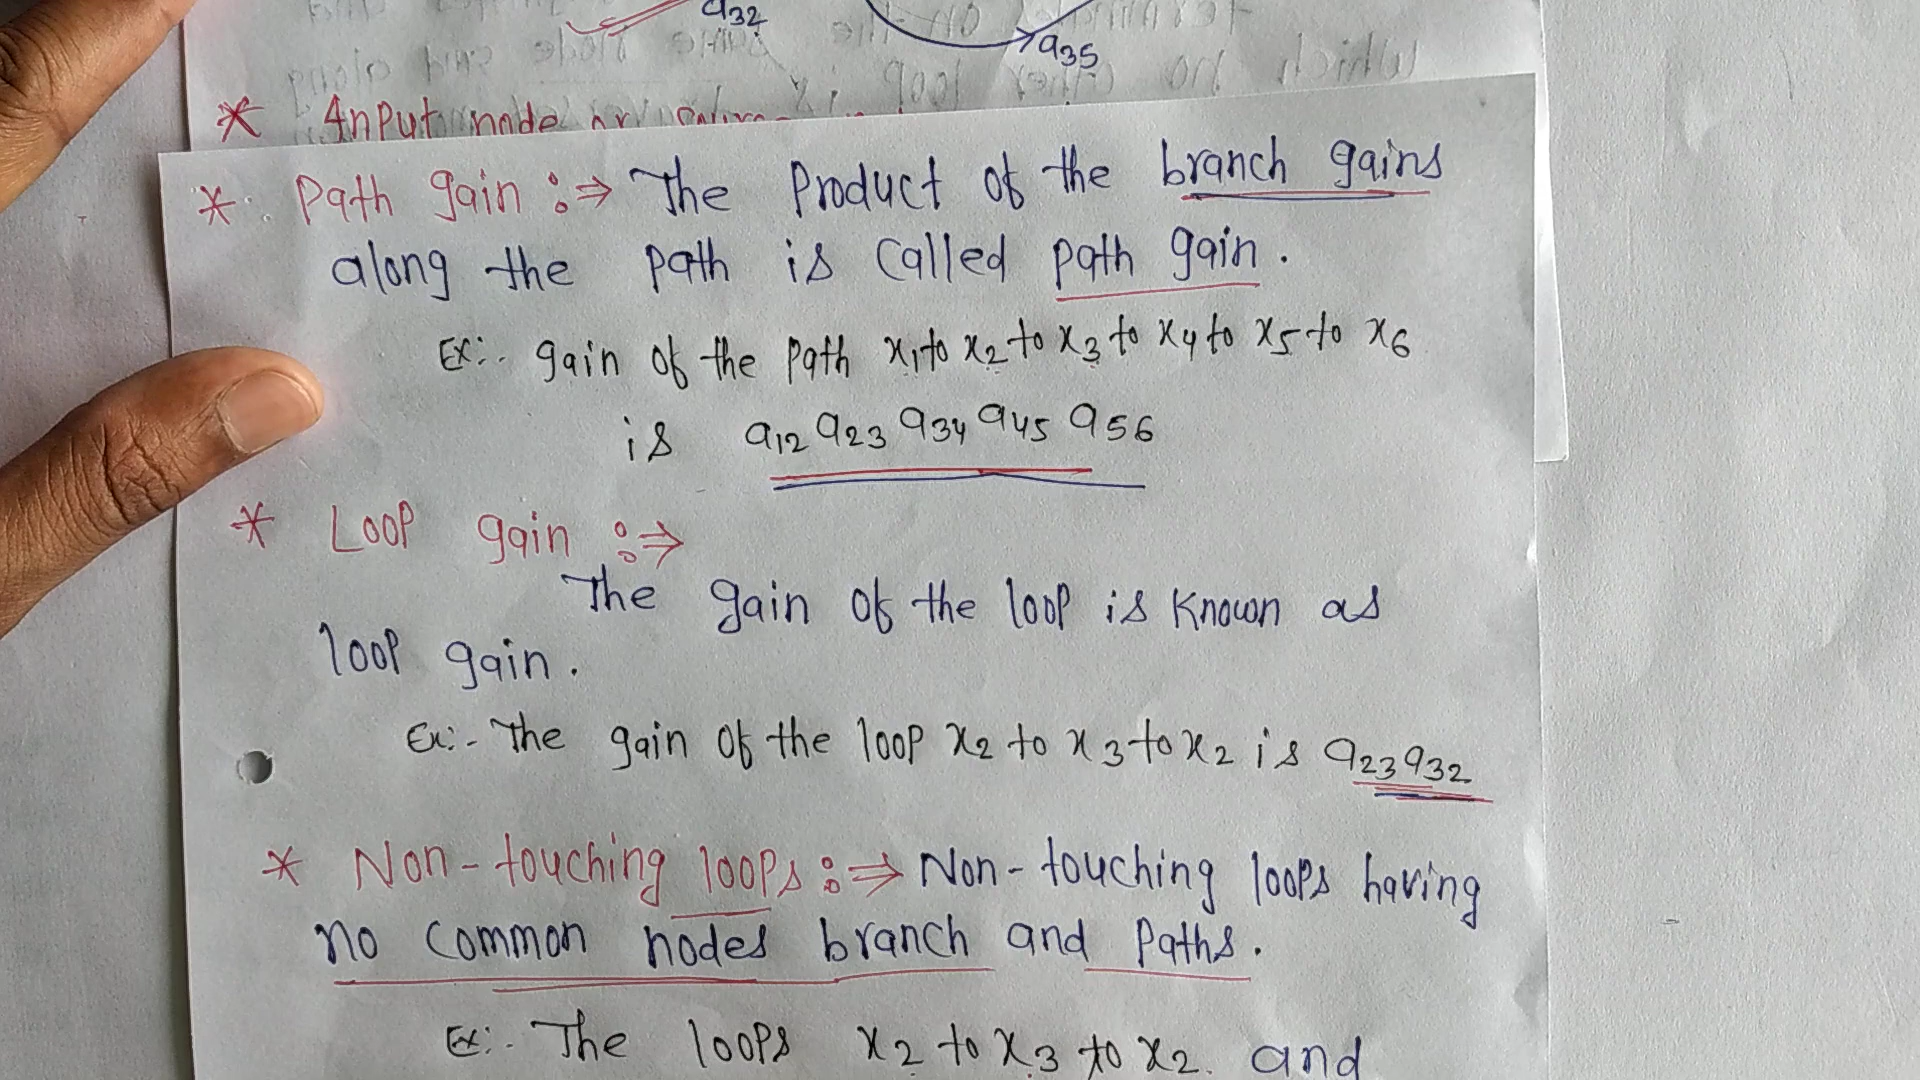 a32
a35
* Input node or
* Path gain :⇒ The Product of the branch gains
along the path is Called path gain.
Ex:- gain of the path x1 to x2 to x3 to x4 to x5 to x6
is a12 a23 a34 a45 a56
* Loop gain :⇒
The gain of the loop is Known as
loop gain.
Ex:- The gain of the loop x2 to x3 to x2 is a23 a32
* Non-touching loops :⇒ Non-touching loops having
no common nodes branch and Paths.
Ex:- The loops x2 to x3 to x2 and